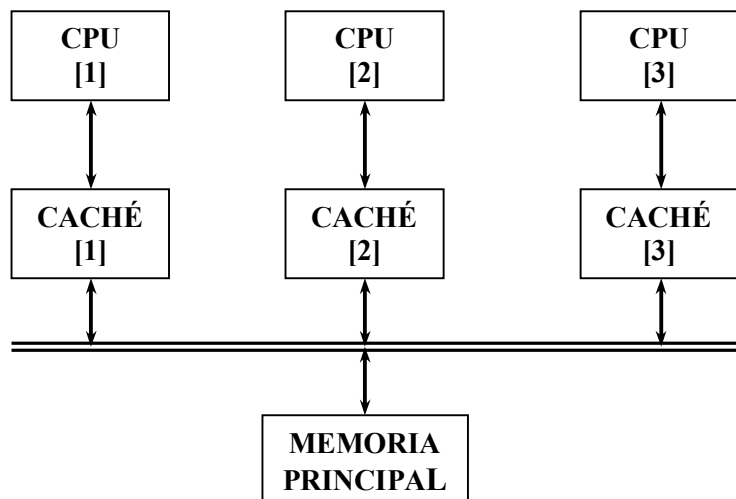 CPU
[1]
CPU
[2]
CPU
[3]
CACHÉ
[1]
CACHÉ
[2]
CACHÉ
[3]
MEMORIA
PRINCIPAL